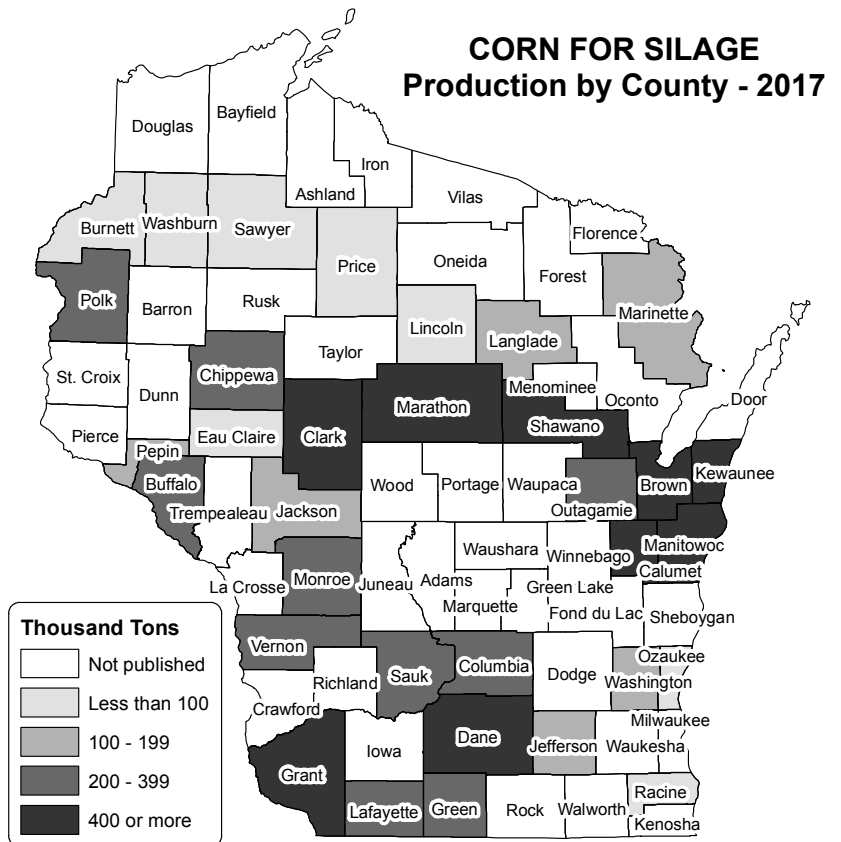 CORN FOR SILAGE
Production by County - 2017
Douglas
Bayfield
Iron
Ashland
Vilas
Burnett
Washburn
Sawyer
Florence
Price
Oneida
Forest
Polk
Barron
Rusk
Marinette
Lincoln
Langlade
Taylor
St. Croix
Chippewa
Menominee
Dunn
Marathon
Oconto
Door
Pierce
Eau Claire
Clark
Shawano
Pepin
Kewaunee
Buffalo
Wood
Portage
Waupaca
Brown
Trempealeau
Jackson
Outagamie
Waushara
Winnebago
Manitowoc
Calumet
La Crosse
Monroe
Juneau
Adams
Green Lake
Marquette
Fond du Lac
Sheboygan
Vernon
Columbia
Ozaukee
Richland
Sauk
Dodge
Washington
Crawford
Milwaukee
Iowa
Dane
Jefferson
Waukesha
Grant
Racine
Lafayette
Green
Rock
Walworth
Kenosha
Thousand Tons
Not published
Less than 100
100 - 199
200 - 399
400 or more